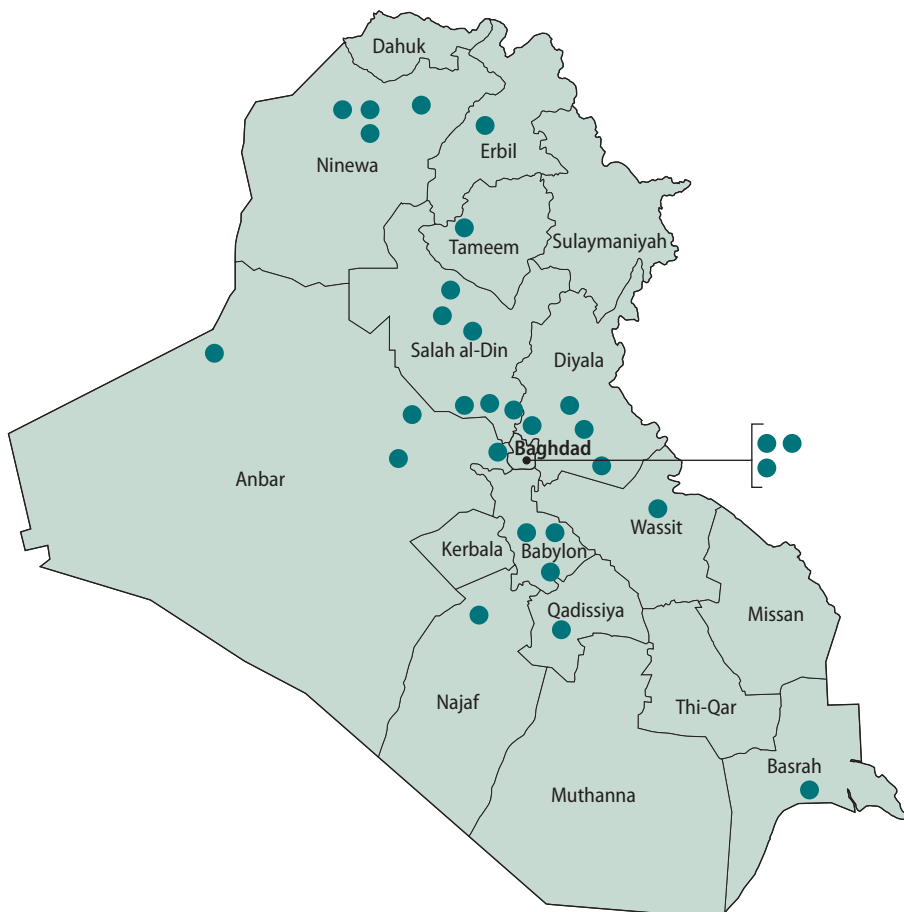 Dahuk
Ninewa
Erbil
Tameem
Sulaymaniyah
Salah al-Din
Diyala
Baghdad
Anbar
Wassit
Kerbala
Babylon
Qadissiya
Missan
Najaf
Thi-Qar
Basrah
Muthanna